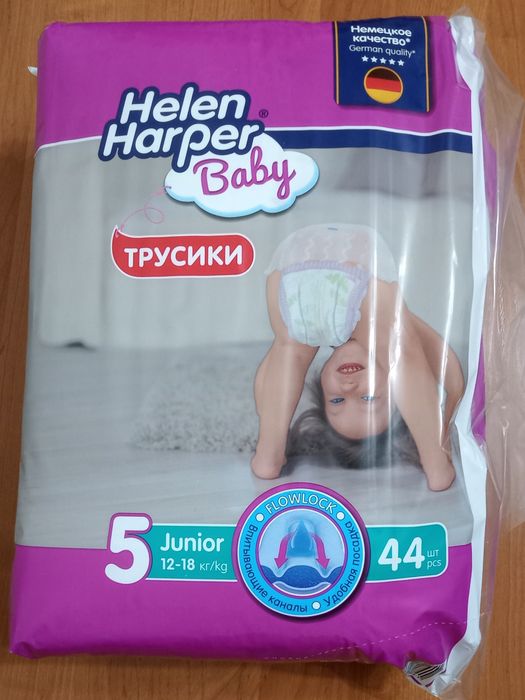 Немецкое
качество*
German quality*
Helen
Harper®
Baby
ТРУСИКИ
5 Junior
12-18 кг/kg
FLOWLOCK
Впитывающие каналы • Удобная посадка
44 шт
pcs